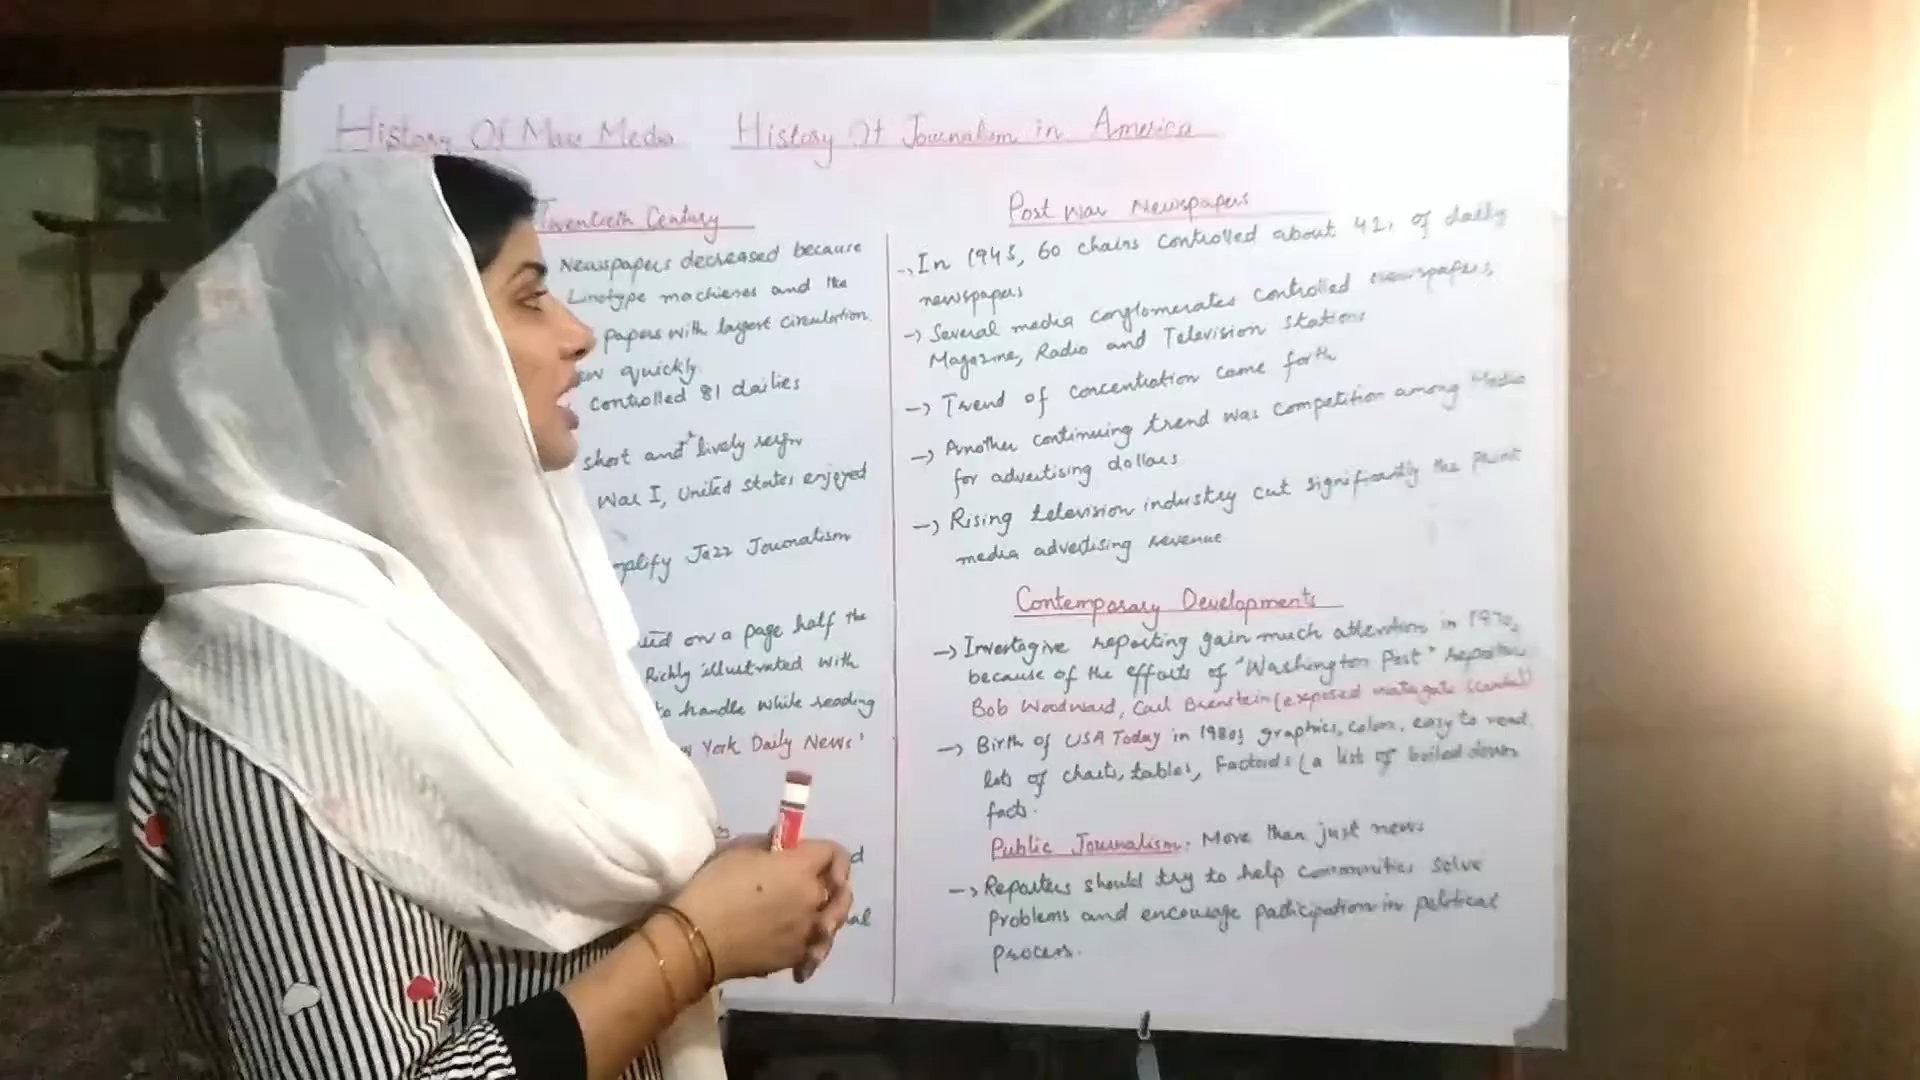 History Of Mass Media
History Of Journalism in America
Twentieth Century
Newspapers decreased because
Linotype machienes and the
papers with largest circulation
quickly
controlled 81 dailies
short and lively reign
War I, United states enjoyed
Jazz Journalism
on a page half the
Richly illustrated with
to handle while reading
York Daily News'
Post War Newspapers
-> In 1945, 60 chains controlled about 42% of daily
newspapers
-> Several media conglomerates controlled newspapers,
Magazine, Radio and Television stations
-> Trend of concentration came forth
-> Another continuing trend was competition among Media
for advertising dollars
-> Rising television industry cut significantly the print
media advertising revenue
Contemporary Developments
-> Investagive reporting gain much attention in 1970s
because of the efforts of "Washington Post" reporters
Bob Woodward, Carl Brenstein (exposed watergate scandal)
-> Birth of USA Today in 1980s graphics, colors, easy to read,
lots of charts, tables, Factoids (a list of boiled down
facts.
Public Journalism. More than just news
-> Reporters should try to help communities solve
problems and encourage participation in political
process.